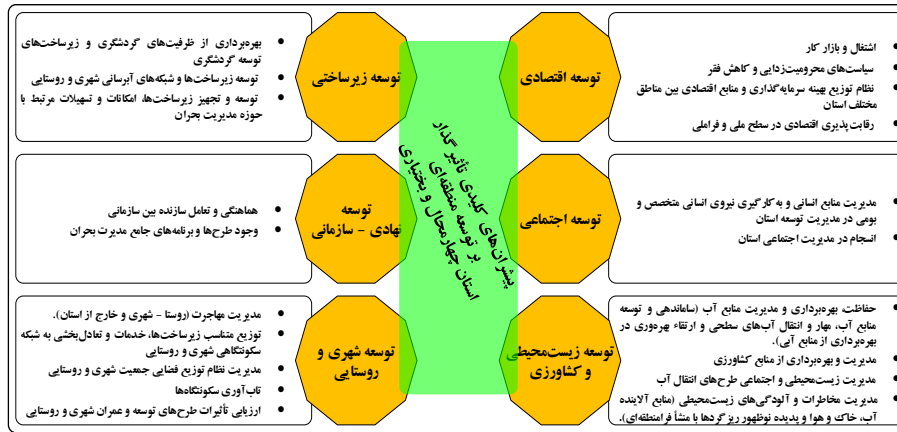 توسعه اقتصادی
• اشتغال و بازار کار
• سیاست‌های محرومیت‌زدایی و کاهش فقر
• نظام توزیع بهینه سرمایه‌گذاری و منابع اقتصادی بین مناطق
مختلف استان
• رقابت‌پذیری اقتصادی در سطح ملی و فراملی
توسعه زیرساختی
• بهره‌برداری از ظرفیت‌های گردشگری و زیرساخت‌های
توسعه گردشگری
• توسعه زیرساخت‌ها و شبکه‌های آبرسانی شهری و روستایی
• توسعه و تجهیز زیرساخت‌ها، امکانات و تسهیلات مرتبط با
حوزه مدیریت بحران
پیشران‌های کلیدی تأثیر گذار
بر توسعه منطقه‌ای
استان چهارمحال و بختیاری
توسعه اجتماعی
• مدیریت منابع انسانی و به‌کارگیری نیروی انسانی متخصص و
بومی در مدیریت توسعه استان
• انسجام در مدیریت اجتماعی استان
توسعه
نهادی - سازمانی
• هماهنگی و تعامل سازنده بین سازمانی
• وجود طرح‌ها و برنامه‌های جامع مدیرت بحران
توسعه زیست‌محیطی
و کشاورزی
• حفاظت، بهره‌برداری و مدیریت منابع آب (ساماندهی و توسعه
منابع آب، مهار و انتقال آب‌های سطحی و ارتقاء بهره‌وری در
بهره‌برداری از منابع آبی).
• مدیریت و بهره‌برداری از منابع کشاورزی
• مدیریت زیست‌محیطی و اجتماعی طرح‌های انتقال آب
• مدیریت مخاطرات و آلودگی‌های زیست‌محیطی (منابع آلاینده
آب، خاک و هوا و پدیده نوظهور ریزگردها با منشأ فرامنطقه‌ای).
توسعه شهری و
روستایی
• مدیریت مهاجرت (روستا - شهری و خارج از استان).
• توزیع متناسب زیرساخت‌ها، خدمات و تعادل‌بخشی به شبکه
سکونتگاهی شهری و روستایی
• مدیریت نظام توزیع فضایی جمعیت شهری و روستایی
• تاب‌آوری سکونتگاه‌ها
• ارزیابی تأثیرات طرح‌های توسعه و عمران شهری و روستایی